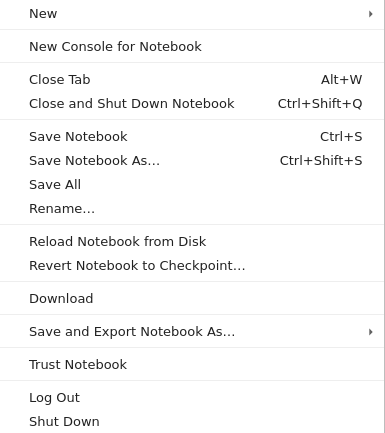 New
New Console for Notebook
Close Tab Alt+W
Close and Shut Down Notebook Ctrl+Shift+Q
Save Notebook Ctrl+S
Save Notebook As… Ctrl+Shift+S
Save All
Rename…
Reload Notebook from Disk
Revert Notebook to Checkpoint…
Download
Save and Export Notebook As…
Trust Notebook
Log Out
Shut Down